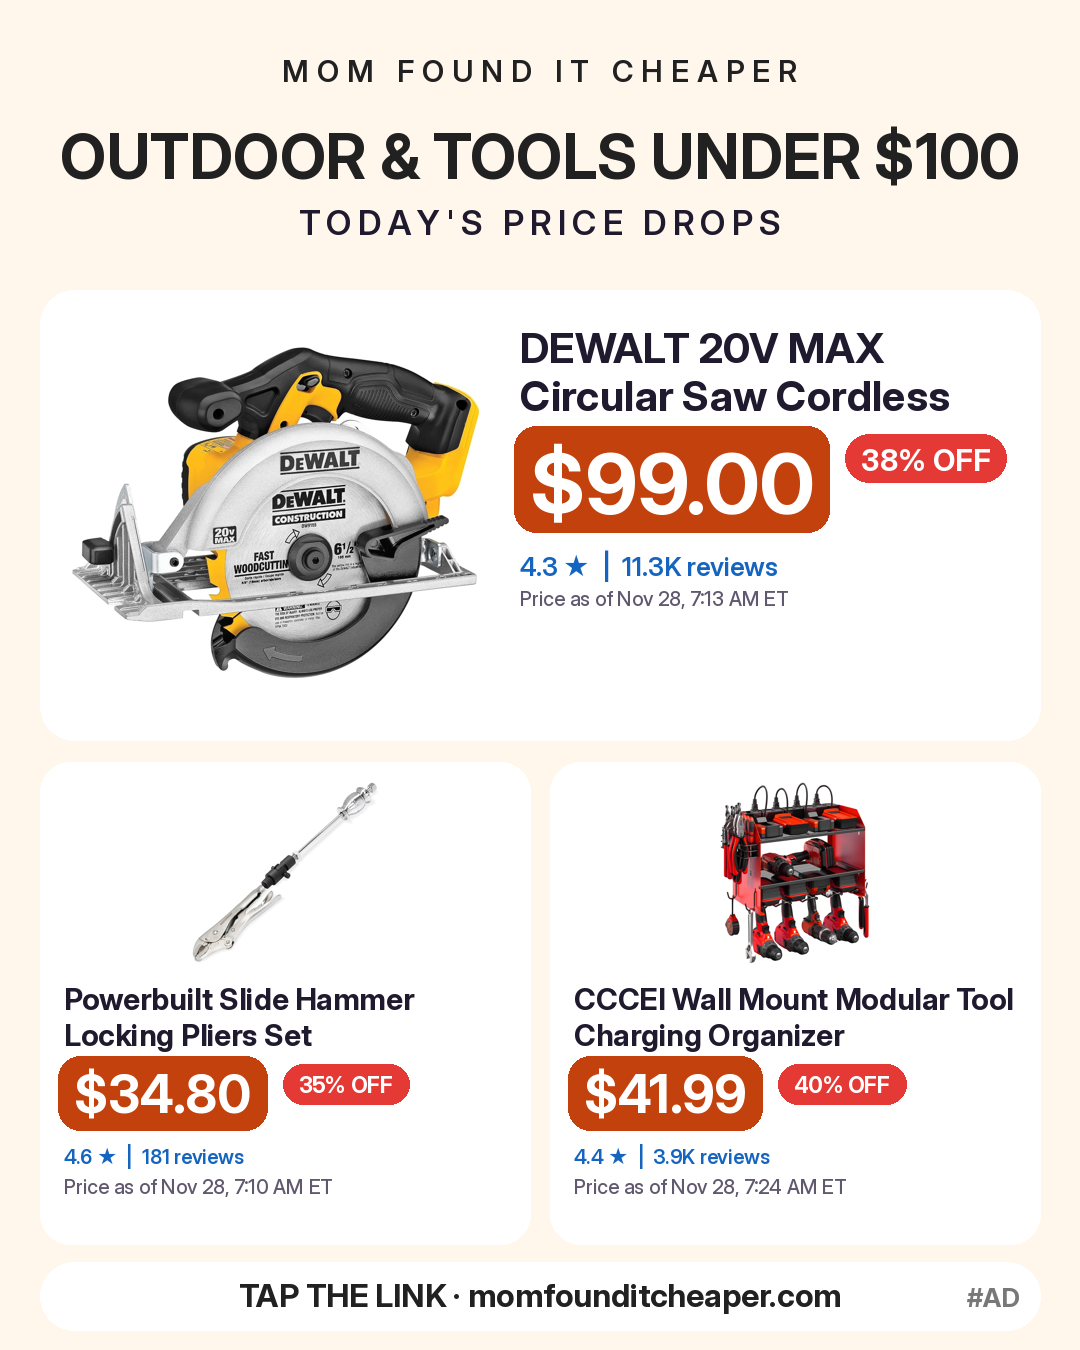 MOM FOUND IT CHEAPER
OUTDOOR & TOOLS UNDER $100
TODAY'S PRICE DROPS
DEWALT 20V MAX
Circular Saw Cordless
$99.00
38% OFF
4.3 ★ | 11.3K reviews
Price as of Nov 28, 7:13 AM ET
DEWALT
DEWALT
CONSTRUCTION
20V
MAX
FAST
WOODCUTTING
6 1/2
WARNING
Powerbuilt Slide Hammer
Locking Pliers Set
$34.80
35% OFF
4.6 ★ | 181 reviews
Price as of Nov 28, 7:10 AM ET
CCCEI Wall Mount Modular Tool
Charging Organizer
$41.99
40% OFF
4.4 ★ | 3.9K reviews
Price as of Nov 28, 7:24 AM ET
TAP THE LINK · momfounditcheaper.com
#AD